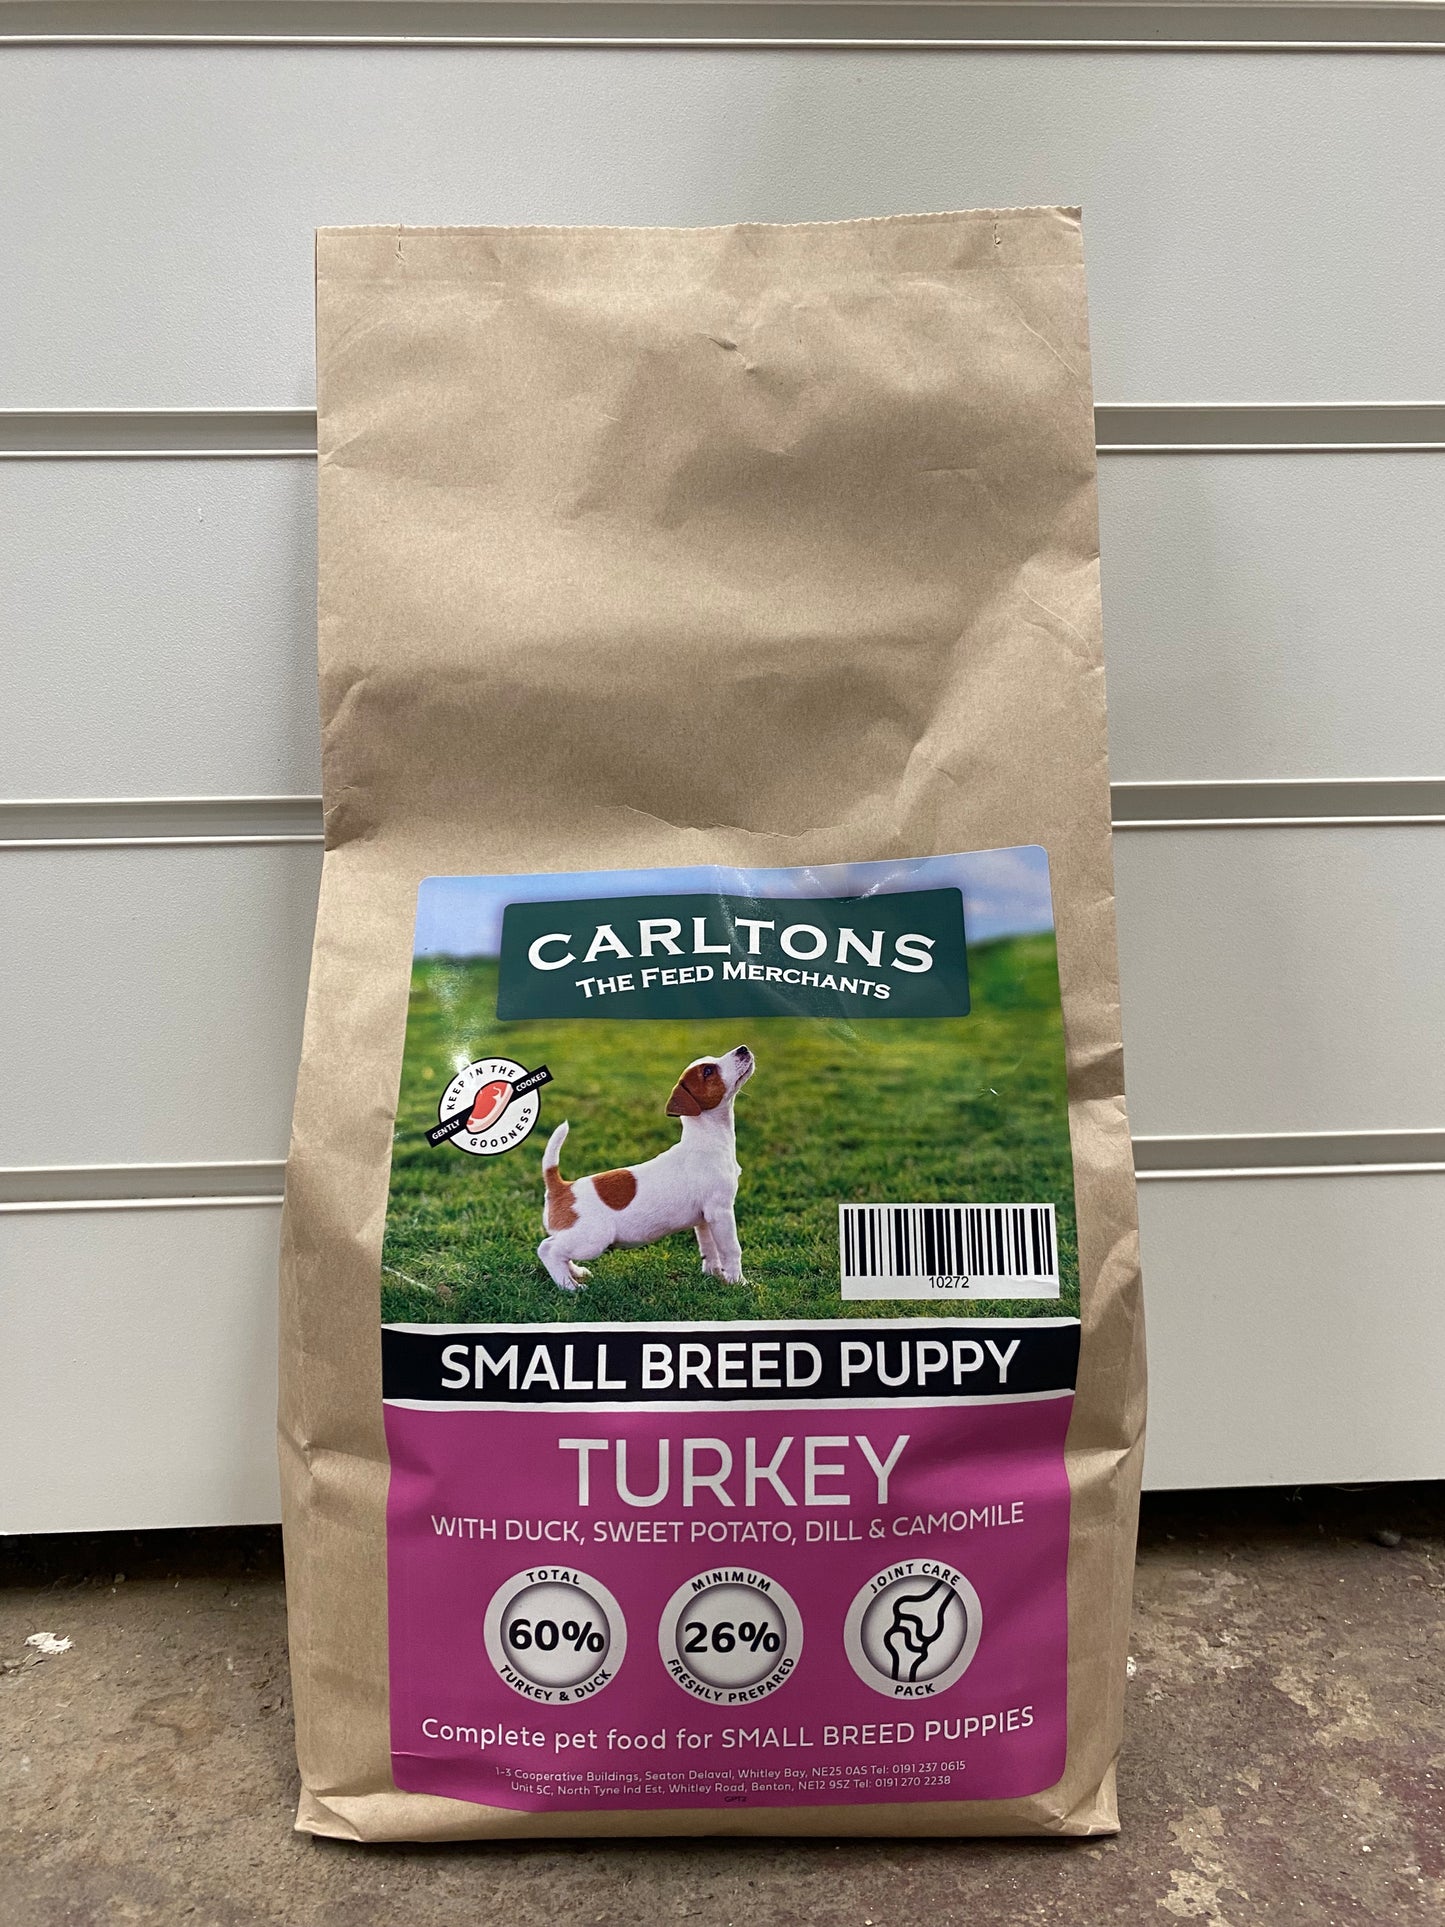 CARLTONS
THE FEED MERCHANTS
KEEP IN THE
GENTLY COOKED
GOODNESS
10272
SMALL BREED PUPPY
TURKEY
WITH DUCK, SWEET POTATO, DILL & CAMOMILE
TOTAL
60%
TURKEY & DUCK
MINIMUM
26%
FRESHLY PREPARED
JOINT CARE
PACK
Complete pet food for SMALL BREED PUPPIES
1-3 Cooperative Buildings, Seaton Delaval, Whitley Bay, NE25 0AS Tel: 0191 237 0615
Unit 5C, North Tyne Ind Est, Whitley Road, Benton, NE12 9SZ Tel: 0191 270 2238
GPT2